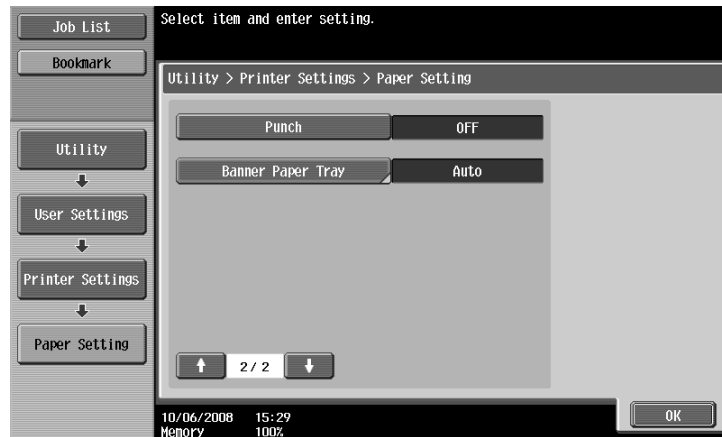 Job List
Bookmark
Utility
User Settings
Printer Settings
Paper Setting
Select item and enter setting.
Utility > Printer Settings > Paper Setting
Punch OFF
Banner Paper Tray Auto
2/ 2
OK
10/06/2008 15:29
Memory 100%